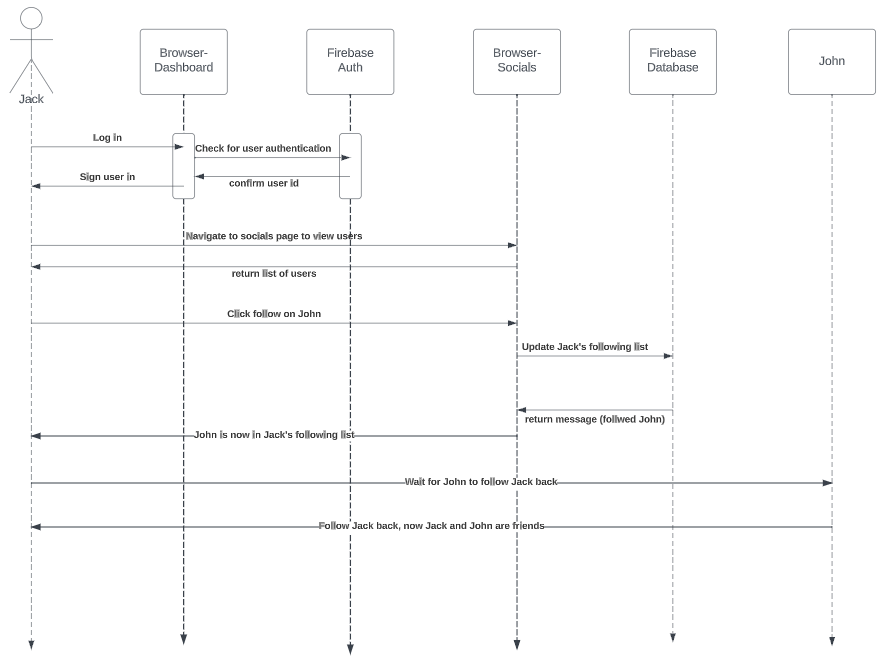 Jack
Browser-
Dashboard
Firebase
Auth
Browser-
Socials
Firebase
Database
John
Log in
Check for user authentication
Sign user in
confirm user id
Navigate to socials page to view users
return list of users
Click follow on John
Update Jack's following list
return message (follwed John)
John is now in Jack's following list
Wait for John to follow Jack back
Follow Jack back, now Jack and John are friends